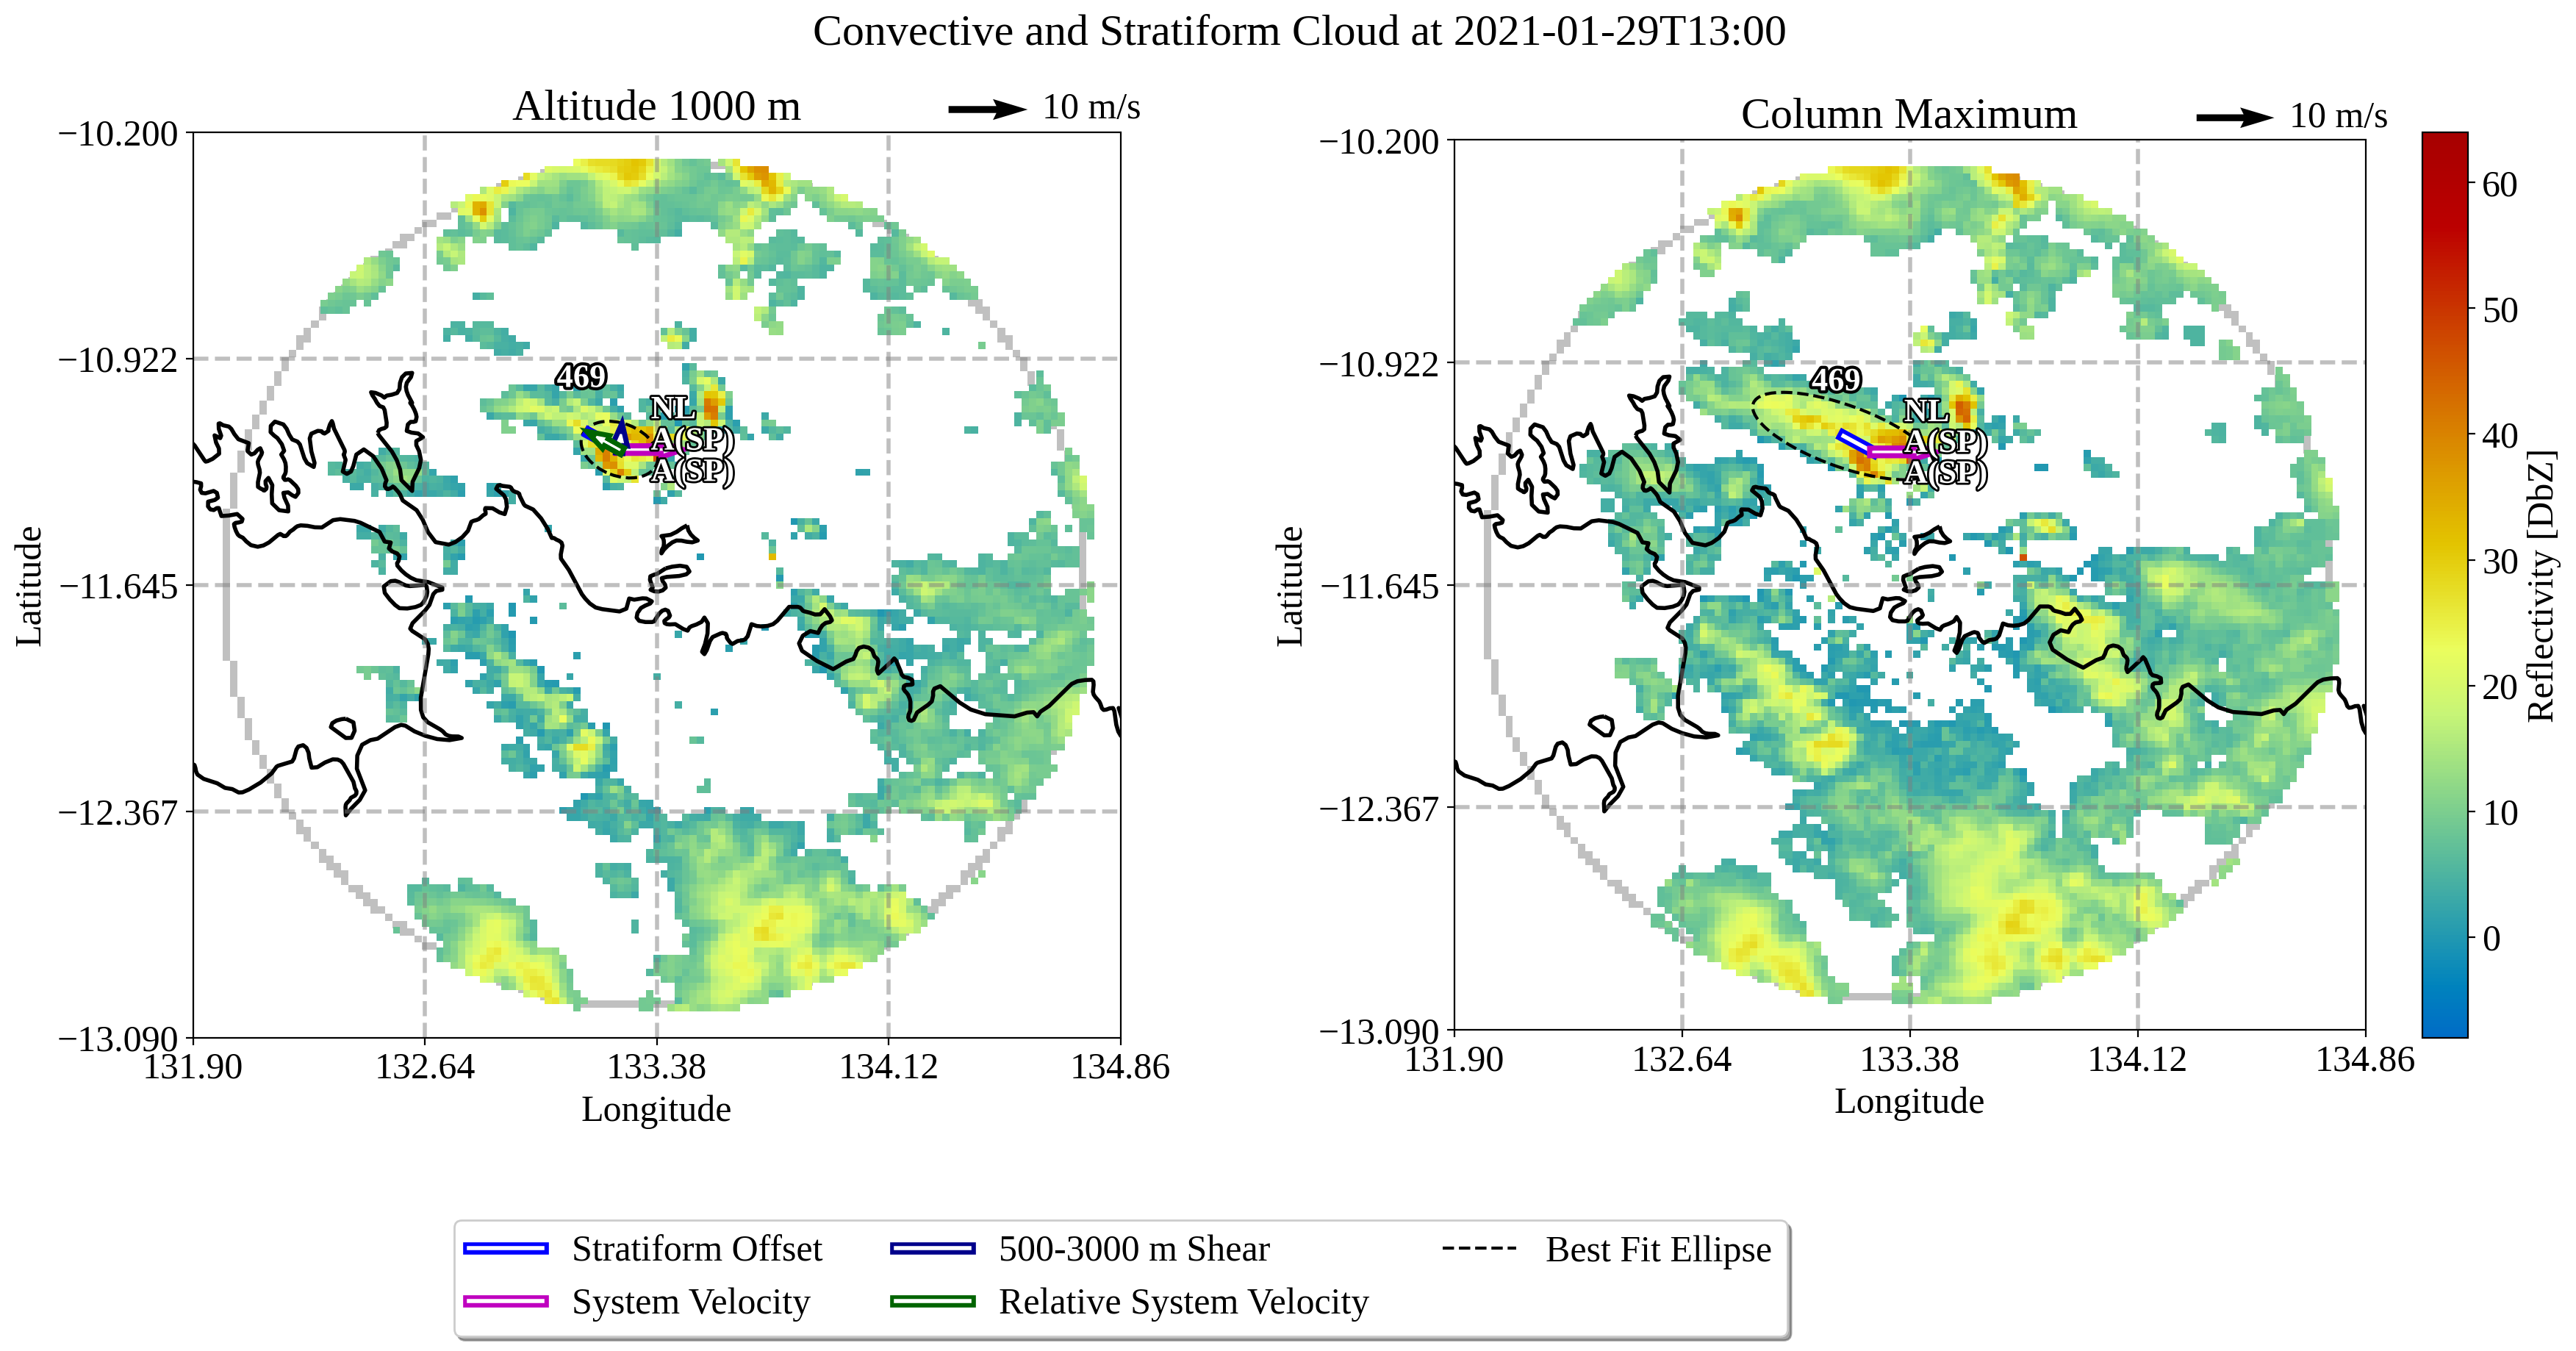 Convective and Stratiform Cloud at 2021-01-29T13:00
Altitude 1000 m
10 m/s
−10.200
−10.922
−11.645
−12.367
−13.090
Latitude
469
NL
A(SP)
A(SP)
131.90
132.64
133.38
134.12
134.86
Longitude
Column Maximum
10 m/s
−10.200
−10.922
−11.645
−12.367
−13.090
Latitude
469
NL
A(SP)
A(SP)
131.90
132.64
133.38
134.12
134.86
Longitude
60
50
40
30
20
10
0
Reflectivity [DbZ]
Stratiform Offset
System Velocity
500-3000 m Shear
Relative System Velocity
Best Fit Ellipse